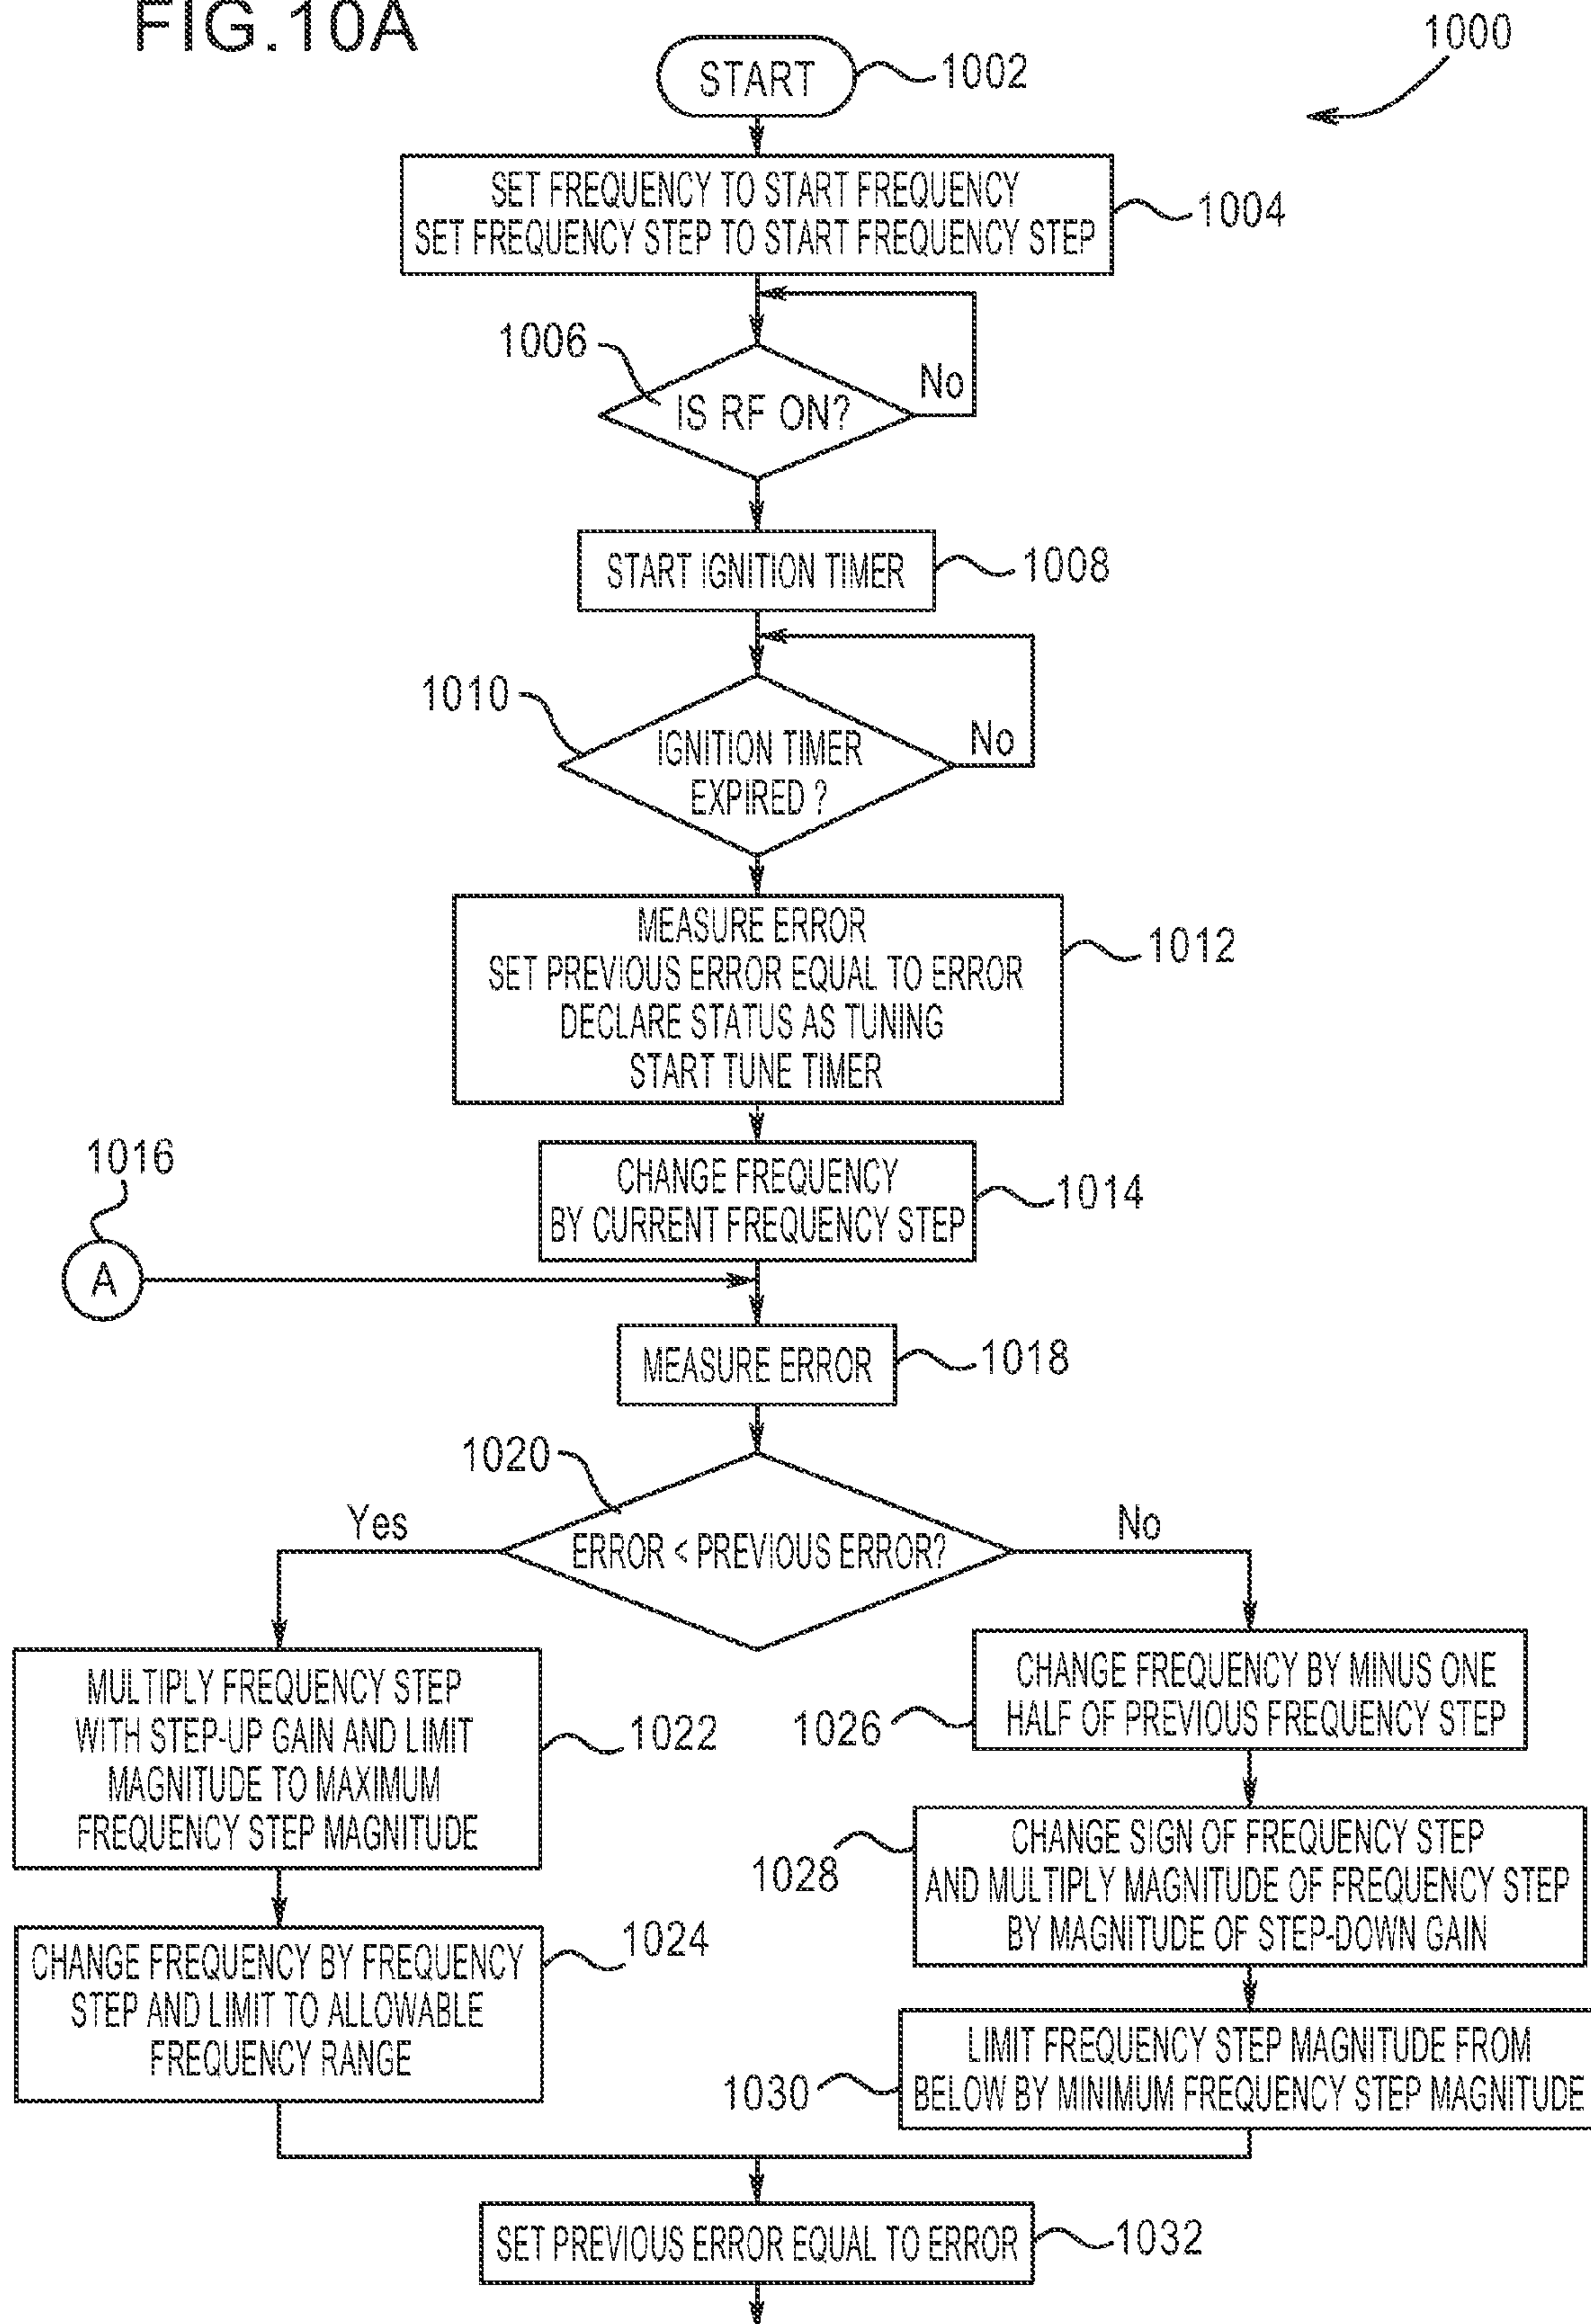 FIG.10A
1000
START
1002
SET FREQUENCY TO START FREQUENCY
SET FREQUENCY STEP TO START FREQUENCY STEP
1004
1006
IS RF ON?
No
START IGNITION TIMER
1008
1010
IGNITION TIMER
EXPIRED ?
No
MEASURE ERROR
SET PREVIOUS ERROR EQUAL TO ERROR
DECLARE STATUS AS TUNING
START TUNE TIMER
1012
CHANGE FREQUENCY
BY CURRENT FREQUENCY STEP
1014
1016
A
MEASURE ERROR
1018
1020
ERROR < PREVIOUS ERROR?
Yes
No
MULTIPLY FREQUENCY STEP
WITH STEP-UP GAIN AND LIMIT
MAGNITUDE TO MAXIMUM
FREQUENCY STEP MAGNITUDE
1022
CHANGE FREQUENCY BY FREQUENCY
STEP AND LIMIT TO ALLOWABLE
FREQUENCY RANGE
1024
CHANGE FREQUENCY BY MINUS ONE
HALF OF PREVIOUS FREQUENCY STEP
1026
CHANGE SIGN OF FREQUENCY STEP
AND MULTIPLY MAGNITUDE OF FREQUENCY STEP
BY MAGNITUDE OF STEP-DOWN GAIN
1028
LIMIT FREQUENCY STEP MAGNITUDE FROM
BELOW BY MINIMUM FREQUENCY STEP MAGNITUDE
1030
SET PREVIOUS ERROR EQUAL TO ERROR
1032